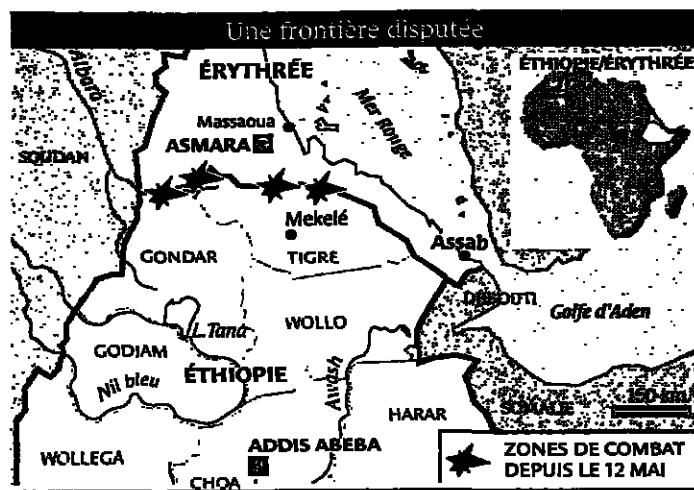 Une frontière disputée
ÉRYTHRÉE
ÉTHIOPIE/ÉRYTHRÉE
Albara
Massaoua
Mer Rouge
ASMARA
SOUDAN
Mekelé
Assab
GONDAR
TIGRE
DJIBOUTI
Golfe d'Aden
L.Tana
WOLLO
GODJAM
Nil bleu
ÉTHIOPIE
Awash
HARAR
SOMALIE
150 km
ADDIS ABEBA
WOLLEGA
CHOA
ZONES DE COMBAT
DEPUIS LE 12 MAI